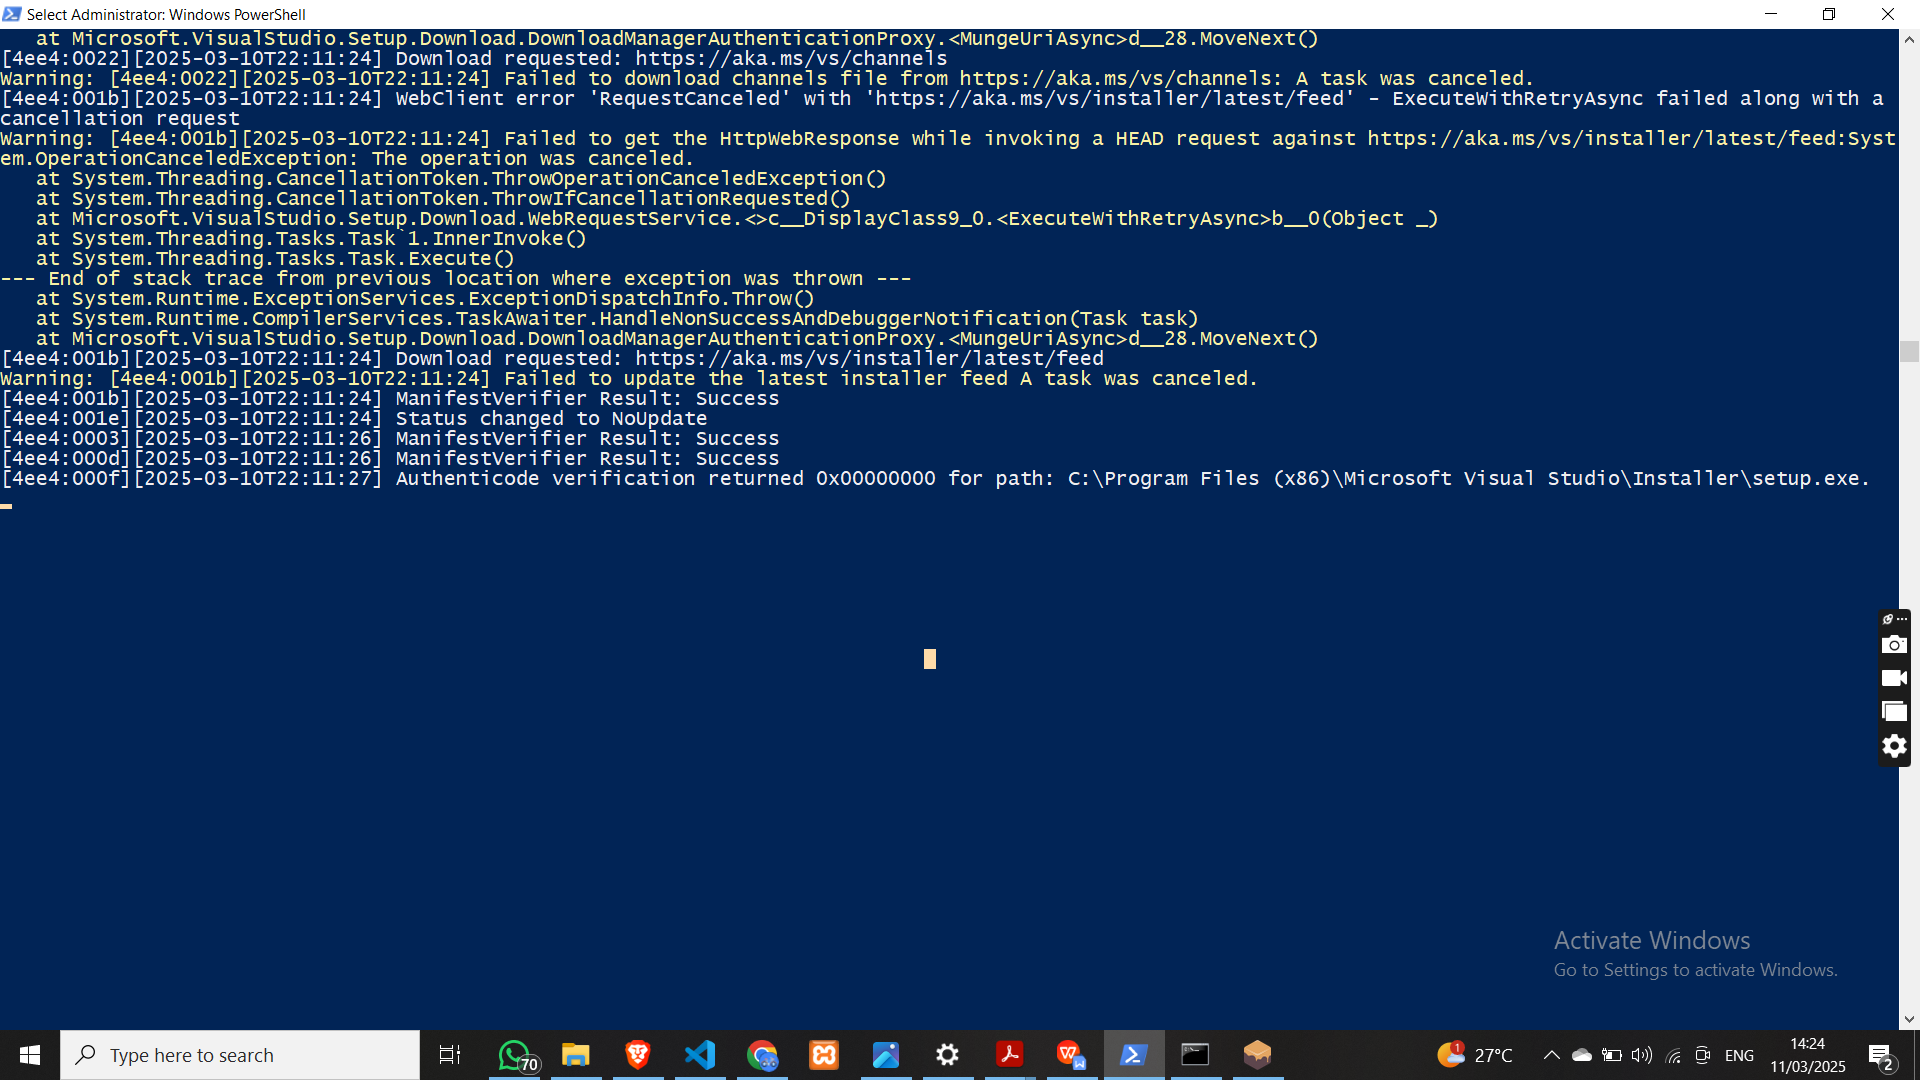 Select Administrator: Windows PowerShell
at Microsoft.VisualStudio.Setup.Download.DownloadManagerAuthenticationProxy.<MungeUriAsync>d__28.MoveNext()
[4ee4:0022][2025-03-10T22:11:24] Download requested: https://aka.ms/vs/channels
Warning: [4ee4:0022][2025-03-10T22:11:24] Failed to download channels file from https://aka.ms/vs/channels: A task was canceled.
[4ee4:001b][2025-03-10T22:11:24] WebClient error 'RequestCanceled' with 'https://aka.ms/vs/installer/latest/feed' - ExecuteWithRetryAsync failed along with a
cancellation request
Warning: [4ee4:001b][2025-03-10T22:11:24] Failed to get the HttpWebResponse while invoking a HEAD request against https://aka.ms/vs/installer/latest/feed:Syst
em.OperationCanceledException: The operation was canceled.
at System.Threading.CancellationToken.ThrowOperationCanceledException()
at System.Threading.CancellationToken.ThrowIfCancellationRequested()
at Microsoft.VisualStudio.Setup.Download.WebRequestService.<>c__DisplayClass9_0.<ExecuteWithRetryAsync>b__0(Object _)
at System.Threading.Tasks.Task`1.InnerInvoke()
at System.Threading.Tasks.Task.Execute()
--- End of stack trace from previous location where exception was thrown ---
at System.Runtime.ExceptionServices.ExceptionDispatchInfo.Throw()
at System.Runtime.CompilerServices.TaskAwaiter.HandleNonSuccessAndDebuggerNotification(Task task)
at Microsoft.VisualStudio.Setup.Download.DownloadManagerAuthenticationProxy.<MungeUriAsync>d__28.MoveNext()
[4ee4:001b][2025-03-10T22:11:24] Download requested: https://aka.ms/vs/installer/latest/feed
Warning: [4ee4:001b][2025-03-10T22:11:24] Failed to update the latest installer feed A task was canceled.
[4ee4:001b][2025-03-10T22:11:24] ManifestVerifier Result: Success
[4ee4:001e][2025-03-10T22:11:24] Status changed to NoUpdate
[4ee4:0003][2025-03-10T22:11:26] ManifestVerifier Result: Success
[4ee4:000d][2025-03-10T22:11:26] ManifestVerifier Result: Success
[4ee4:000f][2025-03-10T22:11:27] Authenticode verification returned 0x00000000 for path: C:\Program Files (x86)\Microsoft Visual Studio\Installer\setup.exe.
Activate Windows
Go to Settings to activate Windows.
Type here to search
70
1
27°C
ENG
14:24
11/03/2025
2